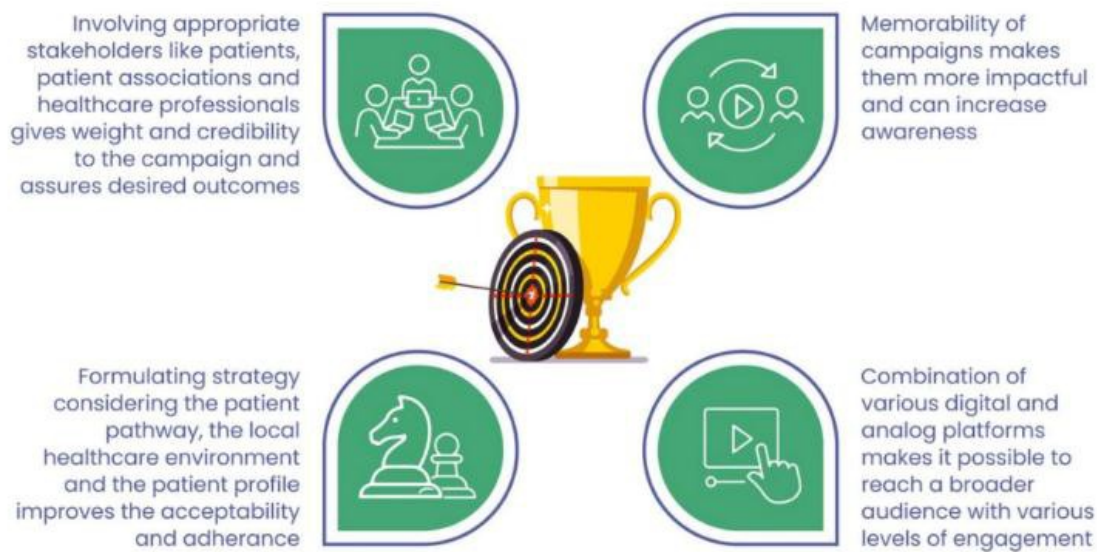 Involving appropriate
stakeholders like patients,
patient associations and
healthcare professionals
gives weight and credibility
to the campaign and
assures desired outcomes
Memorability of
campaigns makes
them more impactful
and can increase
awareness
Formulating strategy
considering the patient
pathway, the local
healthcare environment
and the patient profile
improves the acceptability
and adherance
Combination of
various digital and
analog platforms
makes it possible to
reach a broader
audience with various
levels of engagement